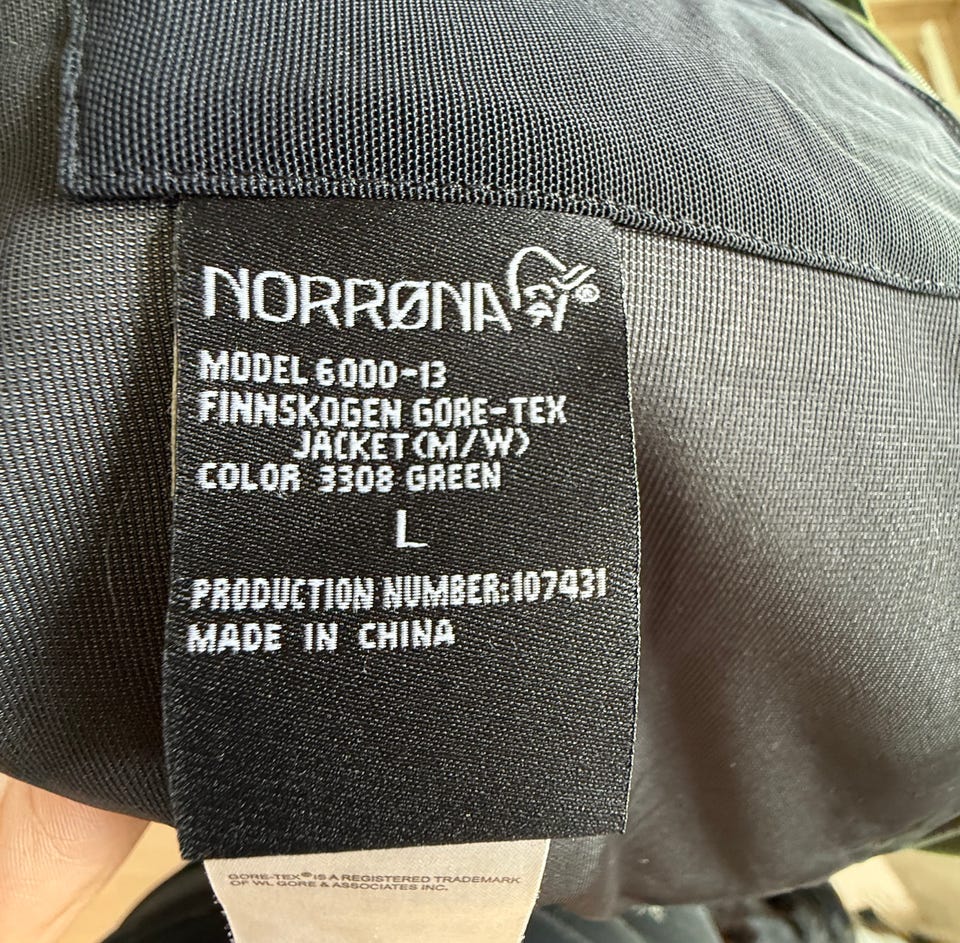 NORRØNA
MODEL 6000-13
FINNSKOGEN GORE-TEX
JACKET(M/W)
COLOR 3308 GREEN
L
PRODUCTION NUMBER:107431
MADE IN CHINA
GORE-TEX® IS A REGISTERED TRADEMARK
OF W.L. GORE & ASSOCIATES INC.